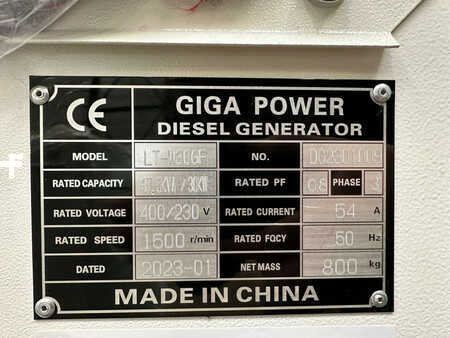 CE GIGA POWER
DIESEL GENERATOR
MODEL NO.
RATED CAPACITY RATED PF 0.8 PHASE 3
RATED VOLTAGE 400/230 V RATED CURRENT 54 A
RATED SPEED 1500 r/min RATED FQCY 50 Hz
DATED 2023-01 NET MASS 800 kg
MADE IN CHINA